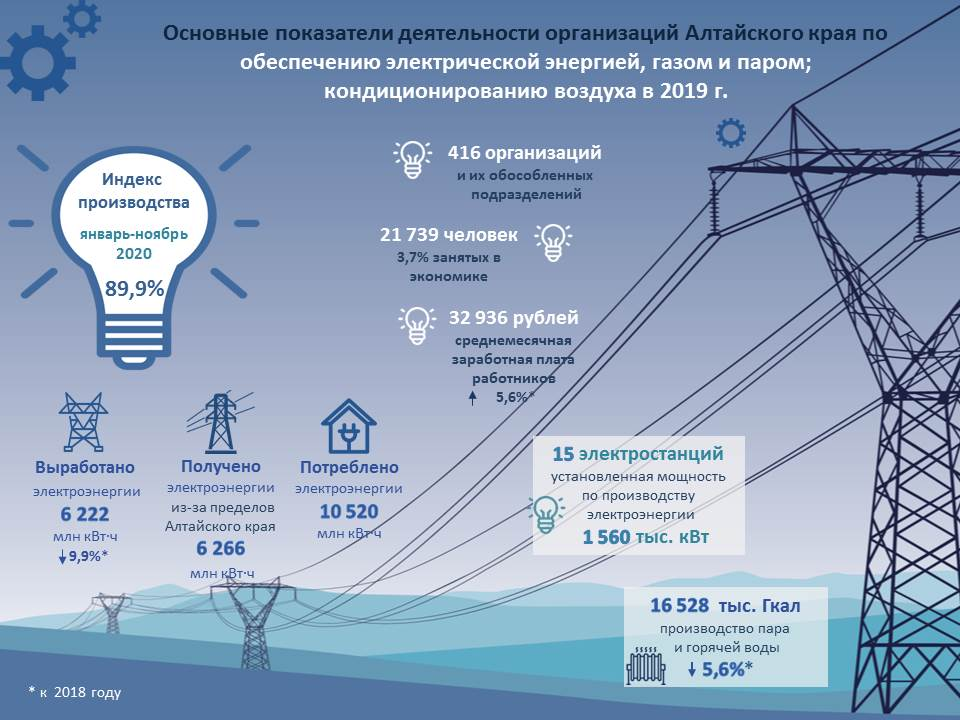 Основные показатели деятельности организаций Алтайского края по
обеспечению электрической энергией, газом и паром;
кондиционированию воздуха в 2019 г.
Индекс
производства
январь-ноябрь
2020
89,9%
416 организаций
и их обособленных
подразделений
21 739 человек
3,7% занятых в
экономике
32 936 рублей
среднемесячная
заработная плата
работников
5,6%*
Выработано
электроэнергии
6 222
млн кВт·ч
9,9%*
Получено
электроэнергии
из-за пределов
Алтайского края
6 266
млн кВт·ч
Потреблено
электроэнергии
10 520
млн кВт·ч
15 электростанций
установленная мощность
по производству
электроэнергии
1 560 тыс. кВт
16 528 тыс. Гкал
производство пара
и горячей воды
5,6%*
* к 2018 году